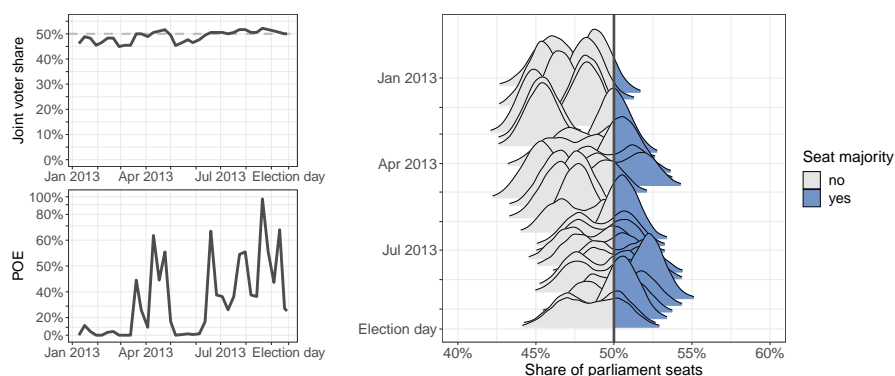 Joint voter share
50%
40%
30%
20%
10%
0%
Jan 2013
Apr 2013
Jul 2013
Election day
POE
100%
80%
60%
40%
20%
0%
Jan 2013
Apr 2013
Jul 2013
Election day
Jan 2013
Apr 2013
Jul 2013
Election day
40%
45%
50%
55%
60%
Share of parliament seats
Seat majority
no
yes